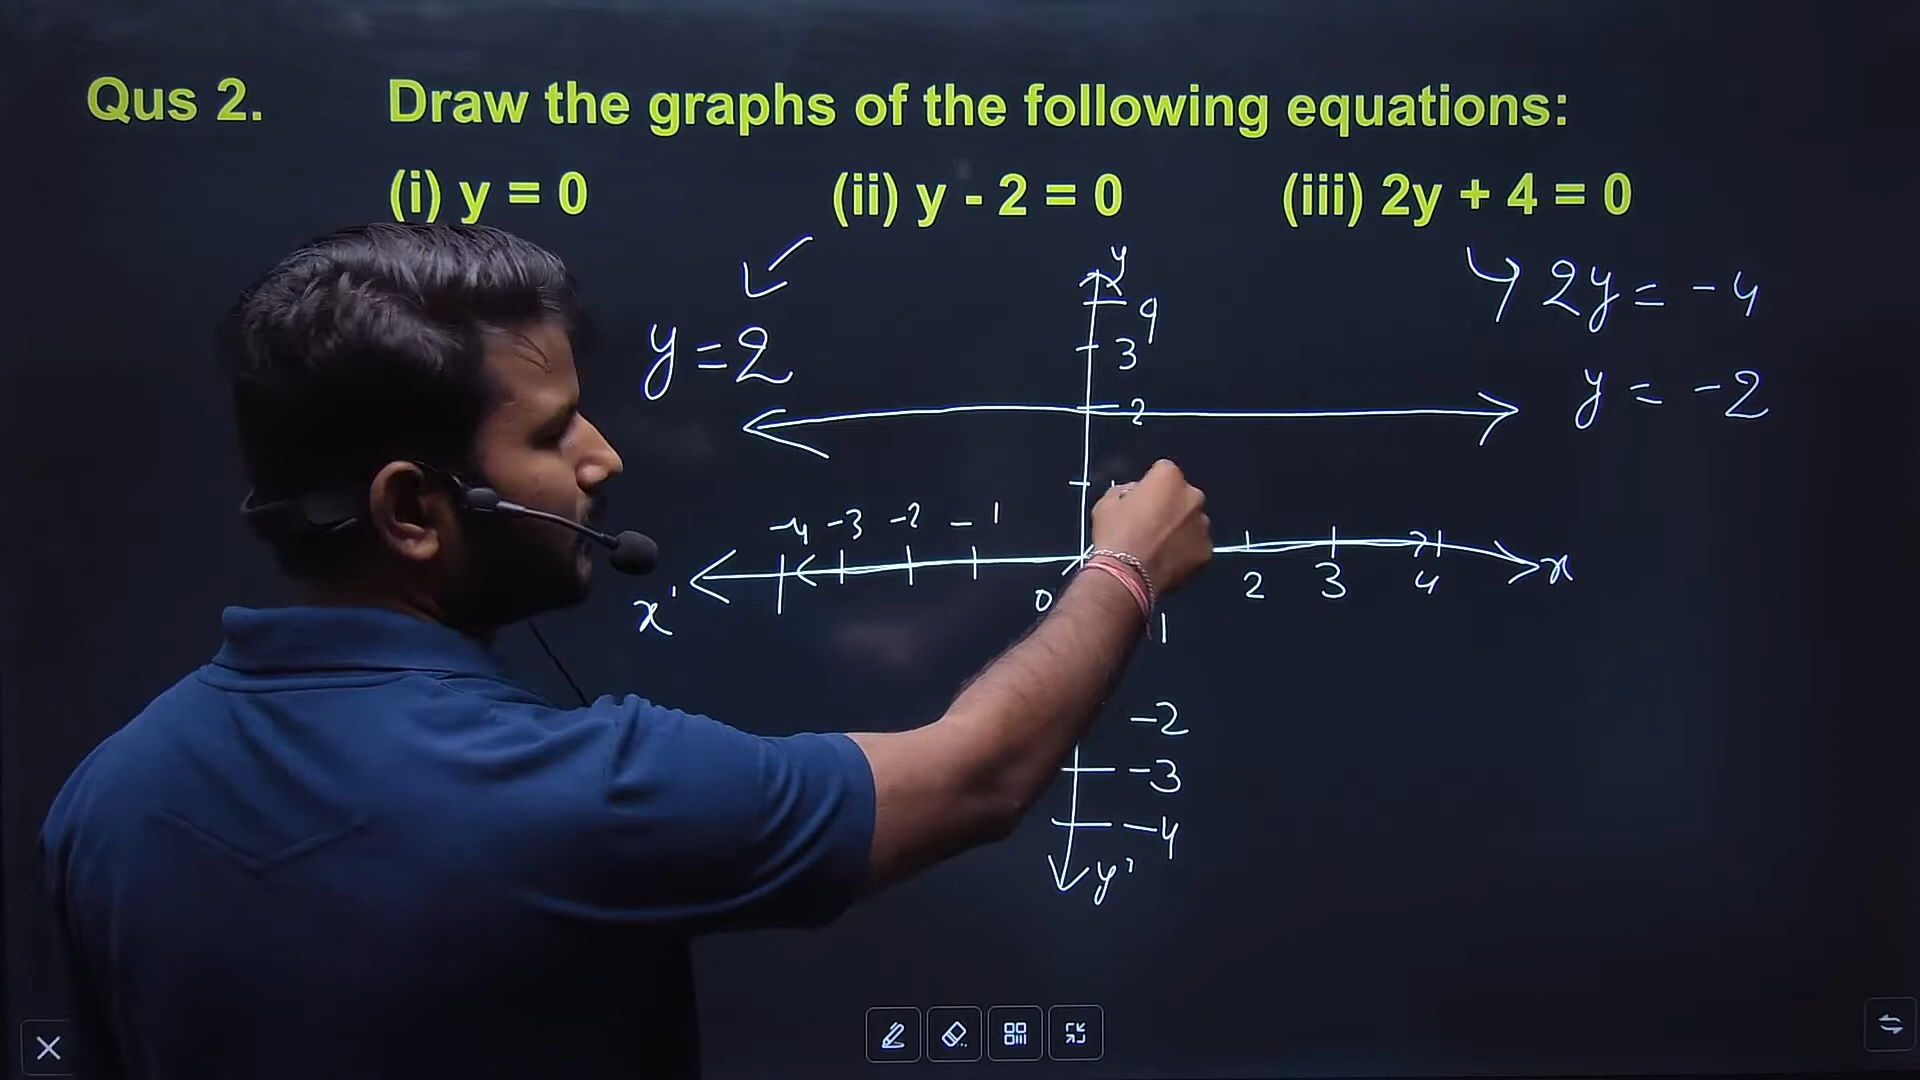 Qus 2. Draw the graphs of the following equations:
(i) y = 0 (ii) y - 2 = 0 (iii) 2y + 4 = 0
y = 2
2y = -4
y = -2
y
4
3
2
-4 -3 -2 -1
x' 0 2 3 4 x
1
-2
-3
-4
y'